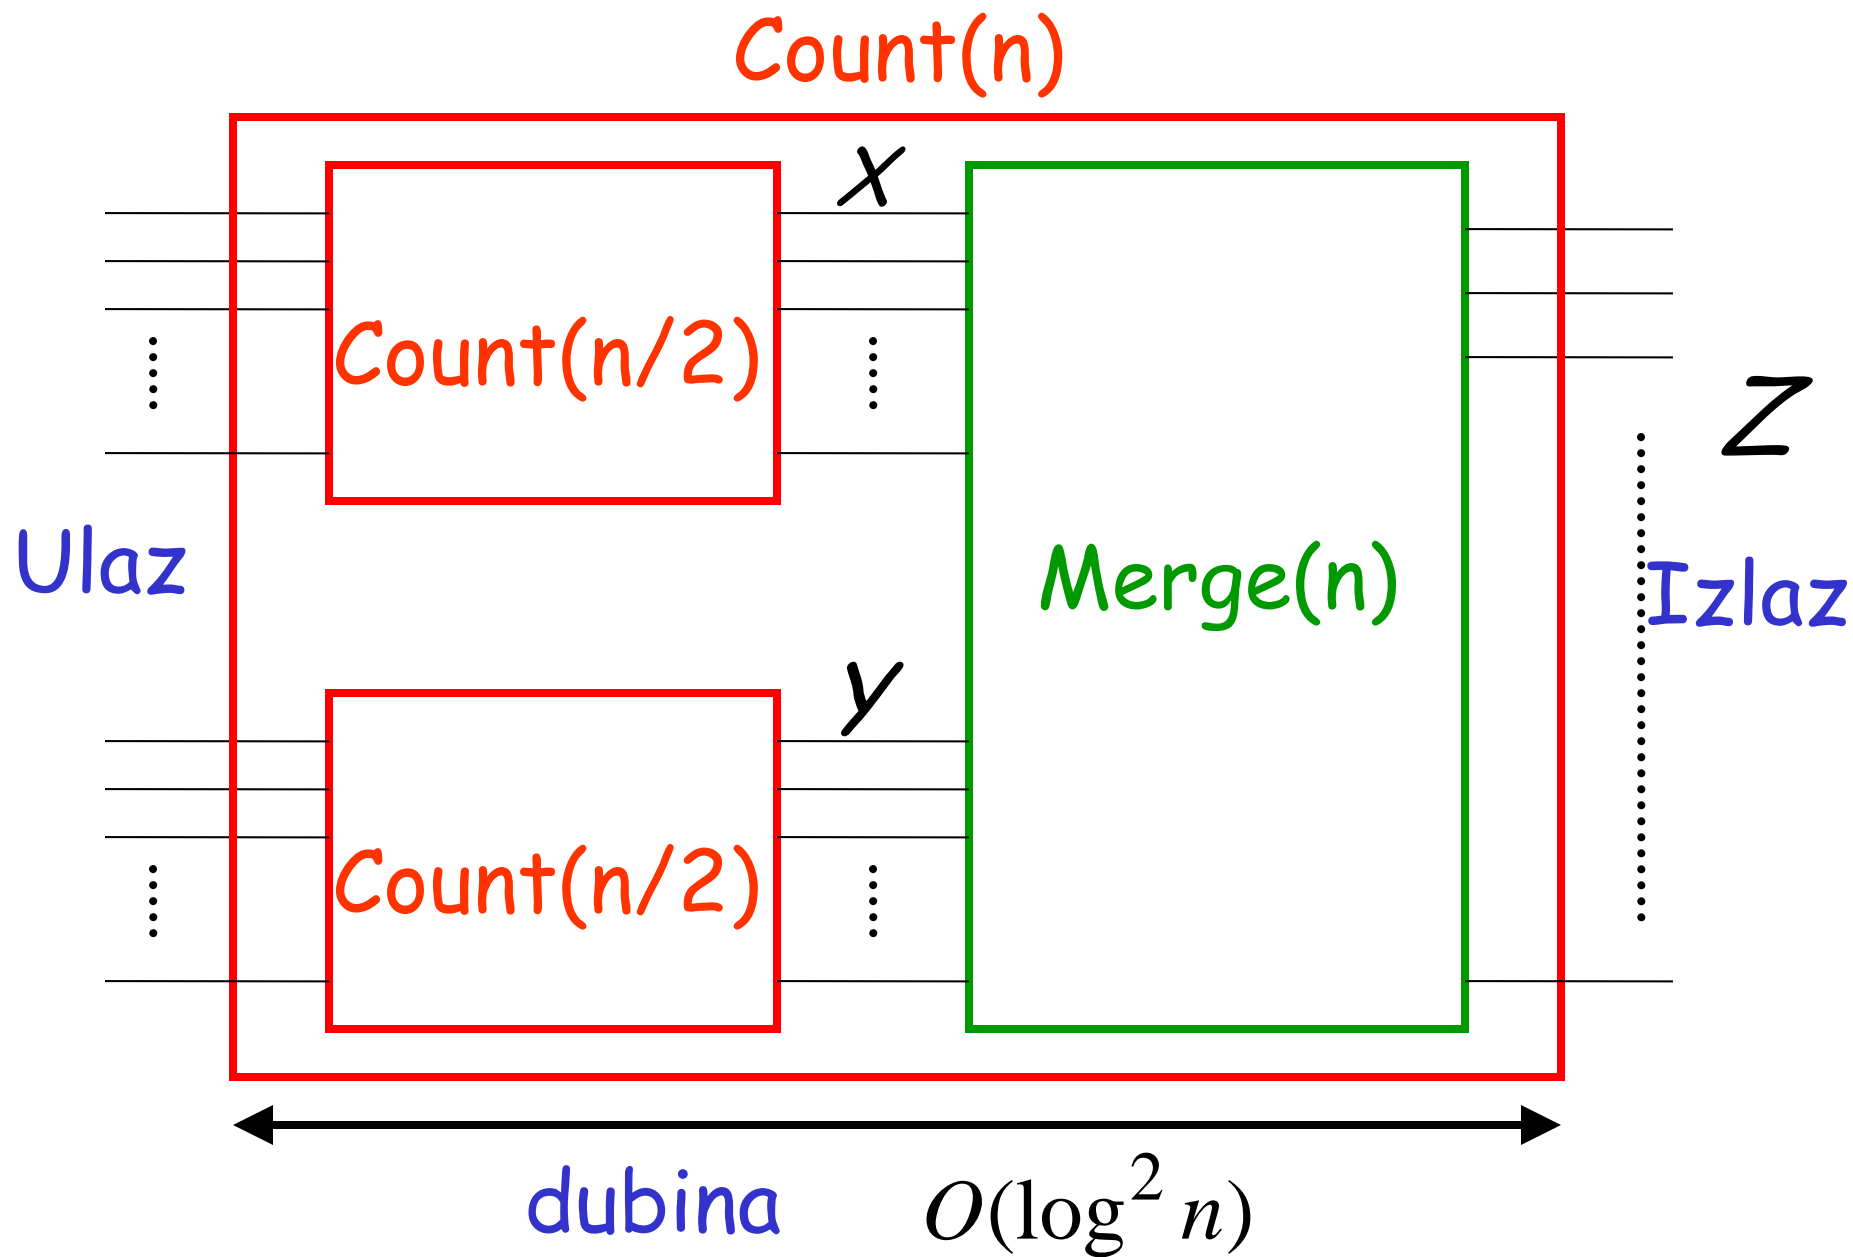 Count(n)
X
Count(n/2)
Z
Ulaz
Merge(n)
Izlaz
Y
Count(n/2)
dubina O(log² n)